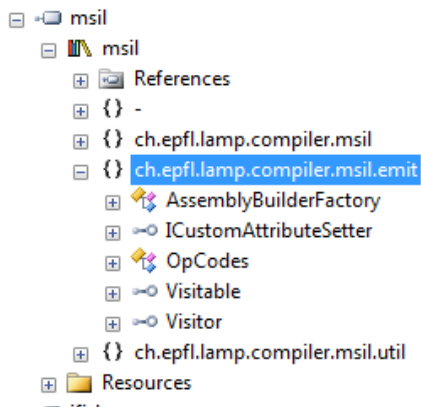 msil
msil
References
{} -
{} ch.epfl.lamp.compiler.msil
{} ch.epfl.lamp.compiler.msil.emit
AssemblyBuilderFactory
ICustomAttributeSetter
OpCodes
Visitable
Visitor
{} ch.epfl.lamp.compiler.msil.util
Resources